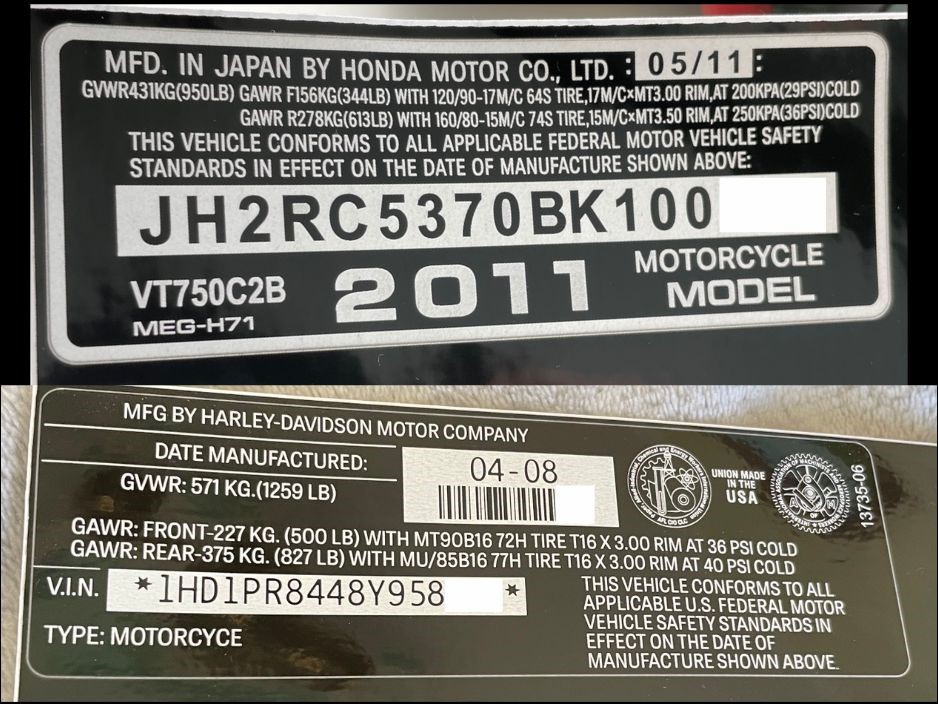 MFD. IN JAPAN BY HONDA MOTOR CO., LTD. : 05/11 :
GVWR431KG(950LB) GAWR F156KG(344LB) WITH 120/90-17M/C 64S TIRE,17M/C×MT3.00 RIM,AT 200KPA(29PSI)COLD
GAWR R278KG(613LB) WITH 160/80-15M/C 74S TIRE,15M/C×MT3.50 RIM,AT 250KPA(36PSI)COLD
THIS VEHICLE CONFORMS TO ALL APPLICABLE FEDERAL MOTOR VEHICLE SAFETY
STANDARDS IN EFFECT ON THE DATE OF MANUFACTURE SHOWN ABOVE:
JH2RC5370BK100
VT750C2B
MEG-H71
2011
MOTORCYCLE
MODEL
MFG BY HARLEY-DAVIDSON MOTOR COMPANY
DATE MANUFACTURED:
04-08
GVWR: 571 KG.(1259 LB)
AFL CIO CLC
UNION MADE
IN THE
USA
13735-06
GAWR: FRONT-227 KG. (500 LB) WITH MT90B16 72H TIRE T16 X 3.00 RIM AT 36 PSI COLD
GAWR: REAR-375 KG. (827 LB) WITH MU/85B16 77H TIRE T16 X 3.00 RIM AT 40 PSI COLD
V.I.N. *1HD1PR8448Y958 *
TYPE: MOTORCYCE
THIS VEHICLE CONFORMS TO ALL
APPLICABLE U.S. FEDERAL MOTOR
VEHICLE SAFETY STANDARDS IN
EFFECT ON THE DATE OF
MANUFACTURE SHOWN ABOVE.